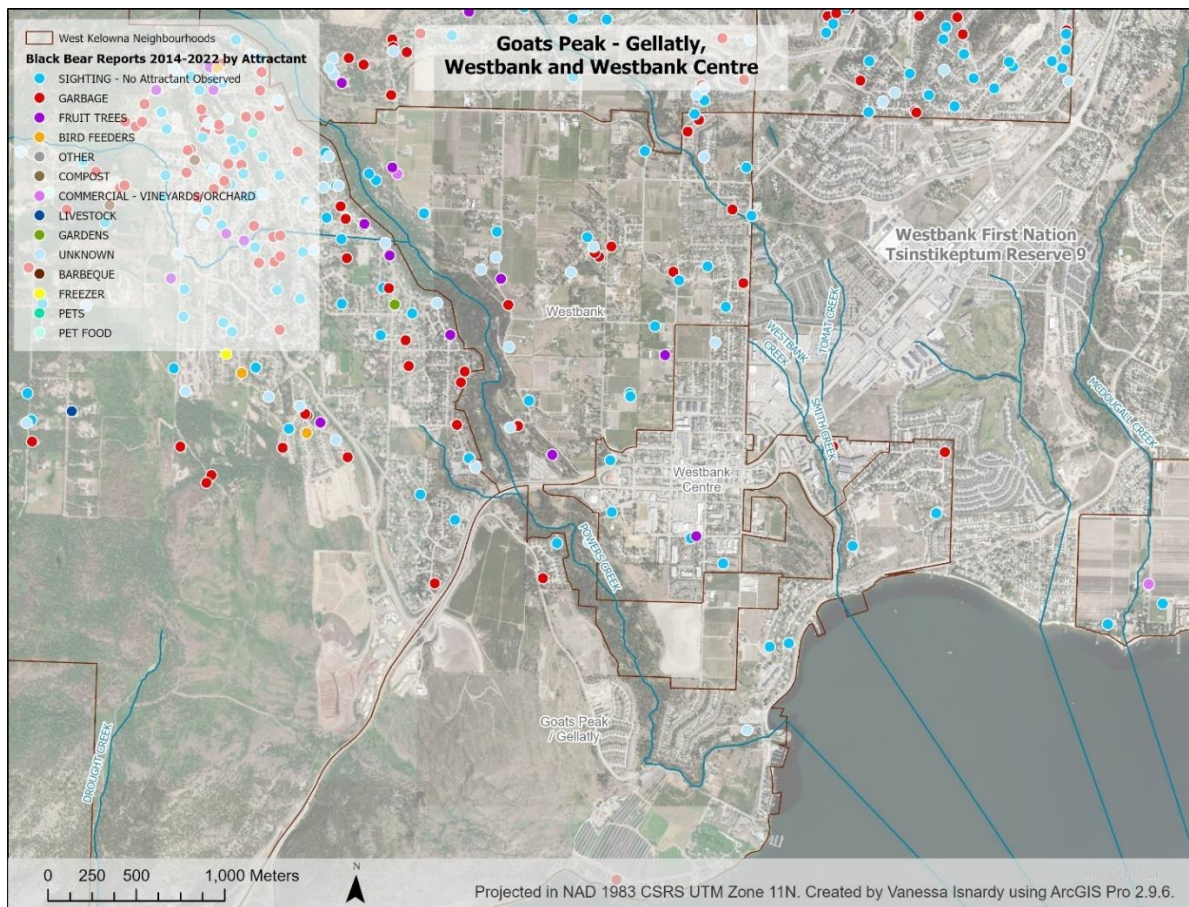 West Kelowna Neighbourhoods
Black Bear Reports 2014-2022 by Attractant
SIGHTING - No Attractant Observed
GARBAGE
FRUIT TREES
BIRD FEEDERS
OTHER
COMPOST
COMMERCIAL - VINEYARDS/ORCHARD
LIVESTOCK
GARDENS
UNKNOWN
BARBEQUE
FREEZER
PETS
PET FOOD
Goats Peak - Gellatly,
Westbank and Westbank Centre
Westbank First Nation
Tsinstikeptum Reserve 9
Westbank
WESTBANK
CREEK
TOMAT CREEK
SMITH CREEK
MCDOUGALL CREEK
Westbank
Centre
POWERS CREEK
Goats Peak
/ Gellatly
DROUGHT CREEK
0 250 500 1,000 Meters
N
Projected in NAD 1983 CSRS UTM Zone 11N. Created by Vanessa Isnardy using ArcGIS Pro 2.9.6.